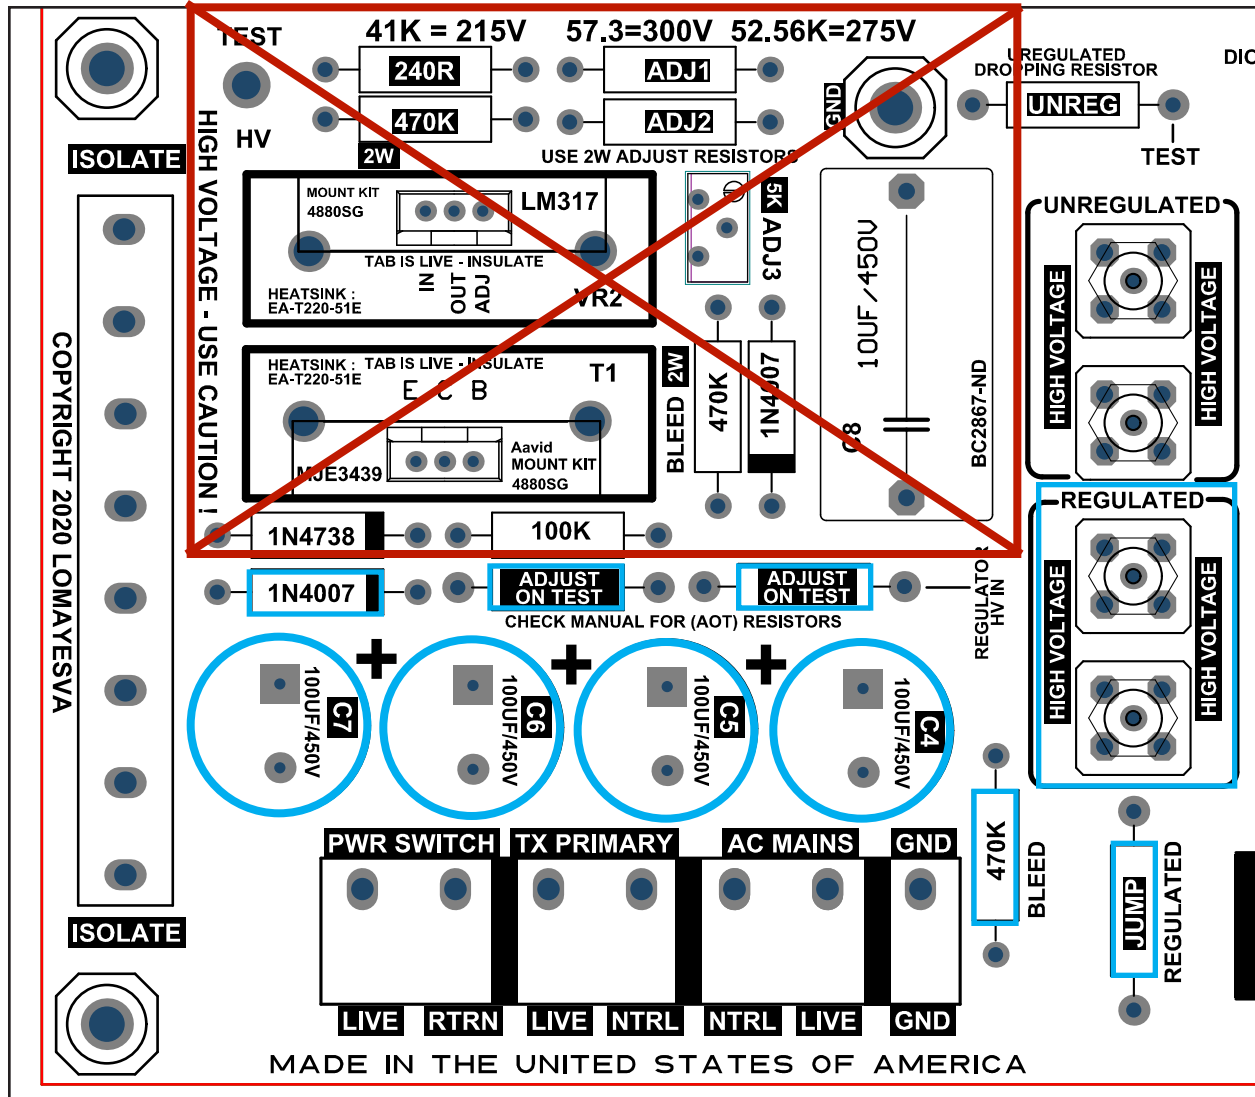 41K = 215V
57.3=300V
52.56K=275V
TEST
HV
240R
470K
2W
ADJ1
ADJ2
USE 2W ADJUST RESISTORS
GND
UREGULATED
DROPPING RESISTOR
UNREG
TEST
DIO
ISOLATE
HIGH VOLTAGE - USE CAUTION !
MOUNT KIT
4880SG
LM317
TAB IS LIVE - INSULATE
IN
OUT
ADJ
HEATSINK :
EA-T220-51E
VR2
5K
ADJ3
10UF/450V
C8
BC2867-ND
UNREGULATED
HIGH VOLTAGE
HIGH VOLTAGE
HEATSINK :
EA-T220-51E
TAB IS LIVE - INSULATE
T1
E C B
MJE3439
Aavid
MOUNT KIT
4880SG
BLEED
2W
470K
1N4007
COPYRIGHT 2020 LOMAYESVA
REGULATED
HIGH VOLTAGE
HIGH VOLTAGE
1N4738
100K
1N4007
ADJUST
ON TEST
ADJUST
ON TEST
REGULATOR
HV IN
CHECK MANUAL FOR (AOT) RESISTORS
100UF/450V
C7
+
100UF/450V
C6
+
100UF/450V
C5
+
100UF/450V
C4
470K
BLEED
JUMP
REGULATED
PWR SWITCH
TX PRIMARY
AC MAINS
GND
ISOLATE
LIVE
RTRN
LIVE
NTRL
NTRL
LIVE
GND
MADE IN THE UNITED STATES OF AMERICA